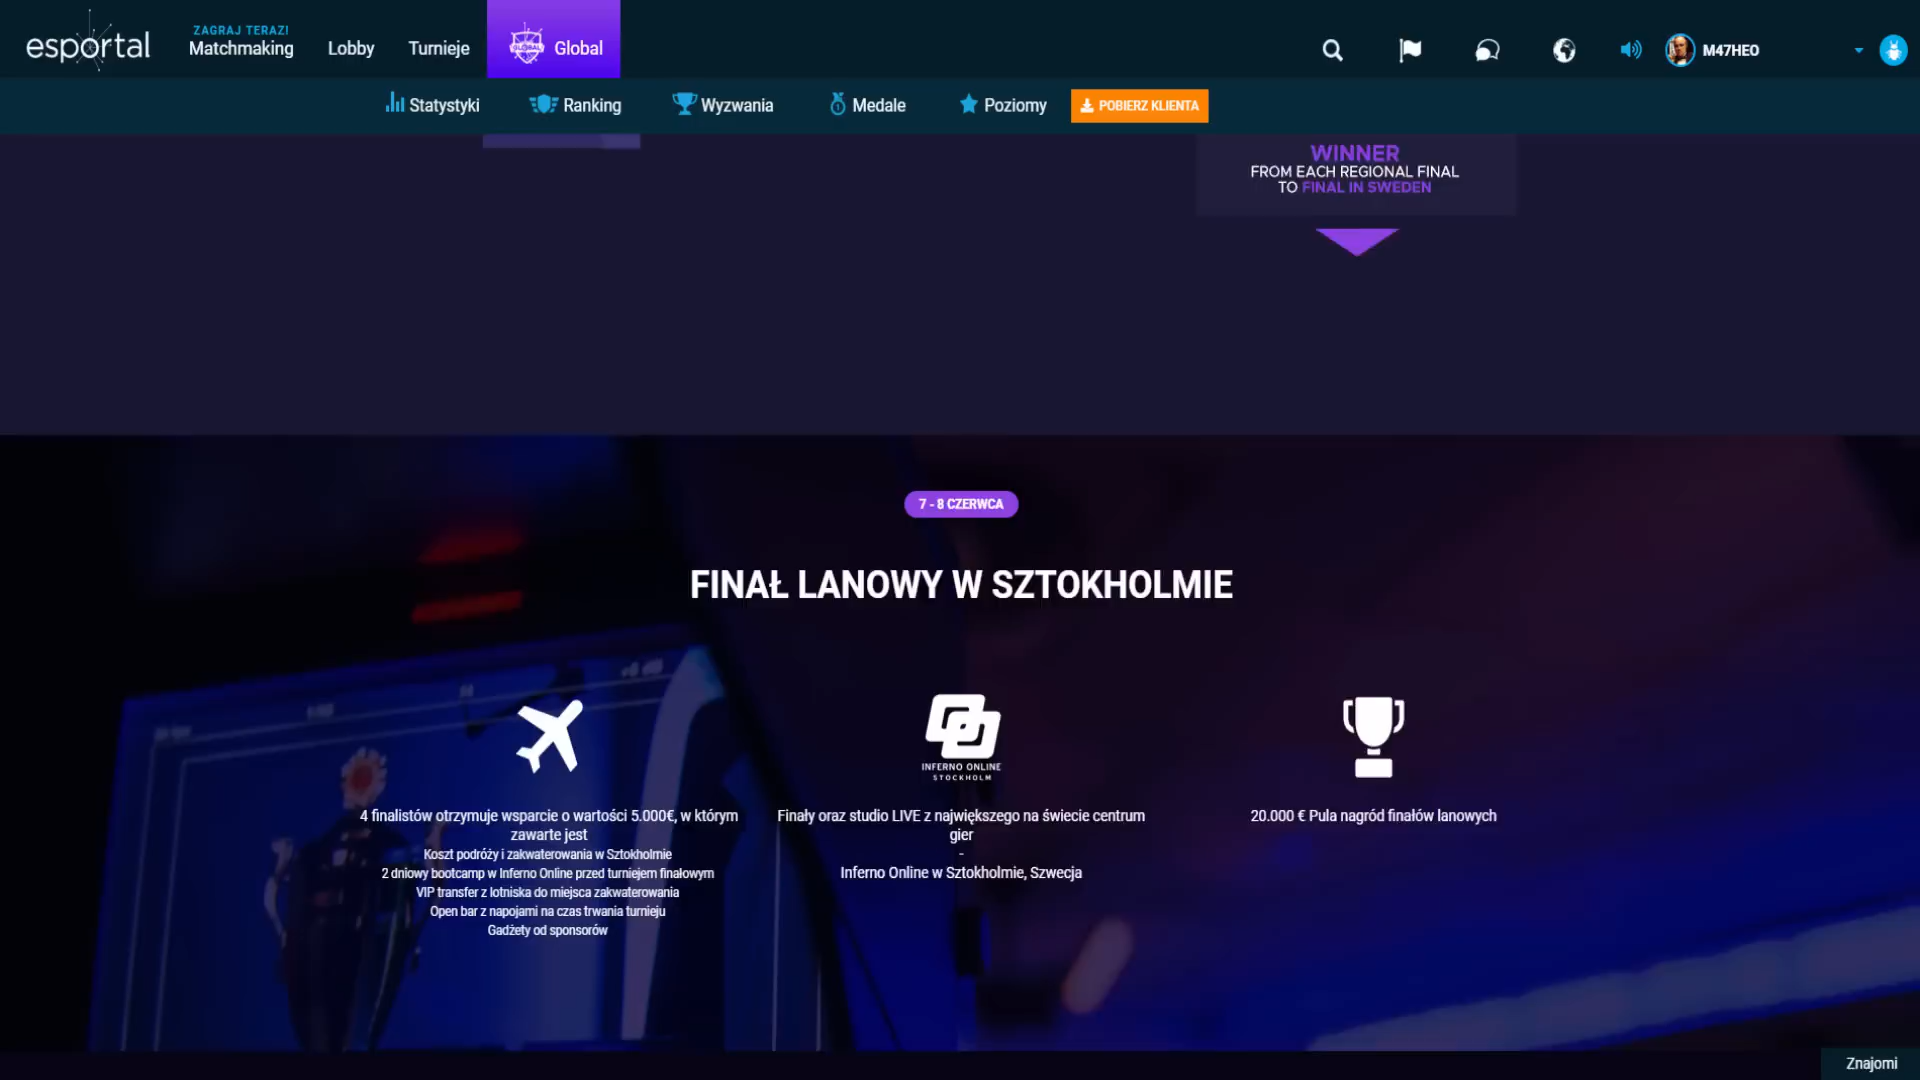 esportal
ZAGRAJ TERAZ!
Matchmaking
Lobby
Turnieje
GLOBAL
Global
M47HEO
Statystyki
Ranking
Wyzwania
Medale
Poziomy
POBIERZ KLIENTA
WINNER
FROM EACH REGIONAL FINAL
TO FINAL IN SWEDEN
7 - 8 CZERWCA
FINAŁ LANOWY W SZTOKHOLMIE
4 finalistów otrzymuje wsparcie o wartości 5.000€, w którym
zawarte jest
Koszt podróży i zakwaterowania w Sztokholmie
2 dniowy bootcamp w Inferno Online przed turniejem finałowym
VIP transfer z lotniska do miejsca zakwaterowania
Open bar z napojami na czas trwania turnieju
Gadżety od sponsorów
INFERNO ONLINE
STOCKHOLM
Finały oraz studio LIVE z największego na świecie centrum
gier
-
Inferno Online w Sztokholmie, Szwecja
20.000 € Pula nagród finałów lanowych
Znajomi